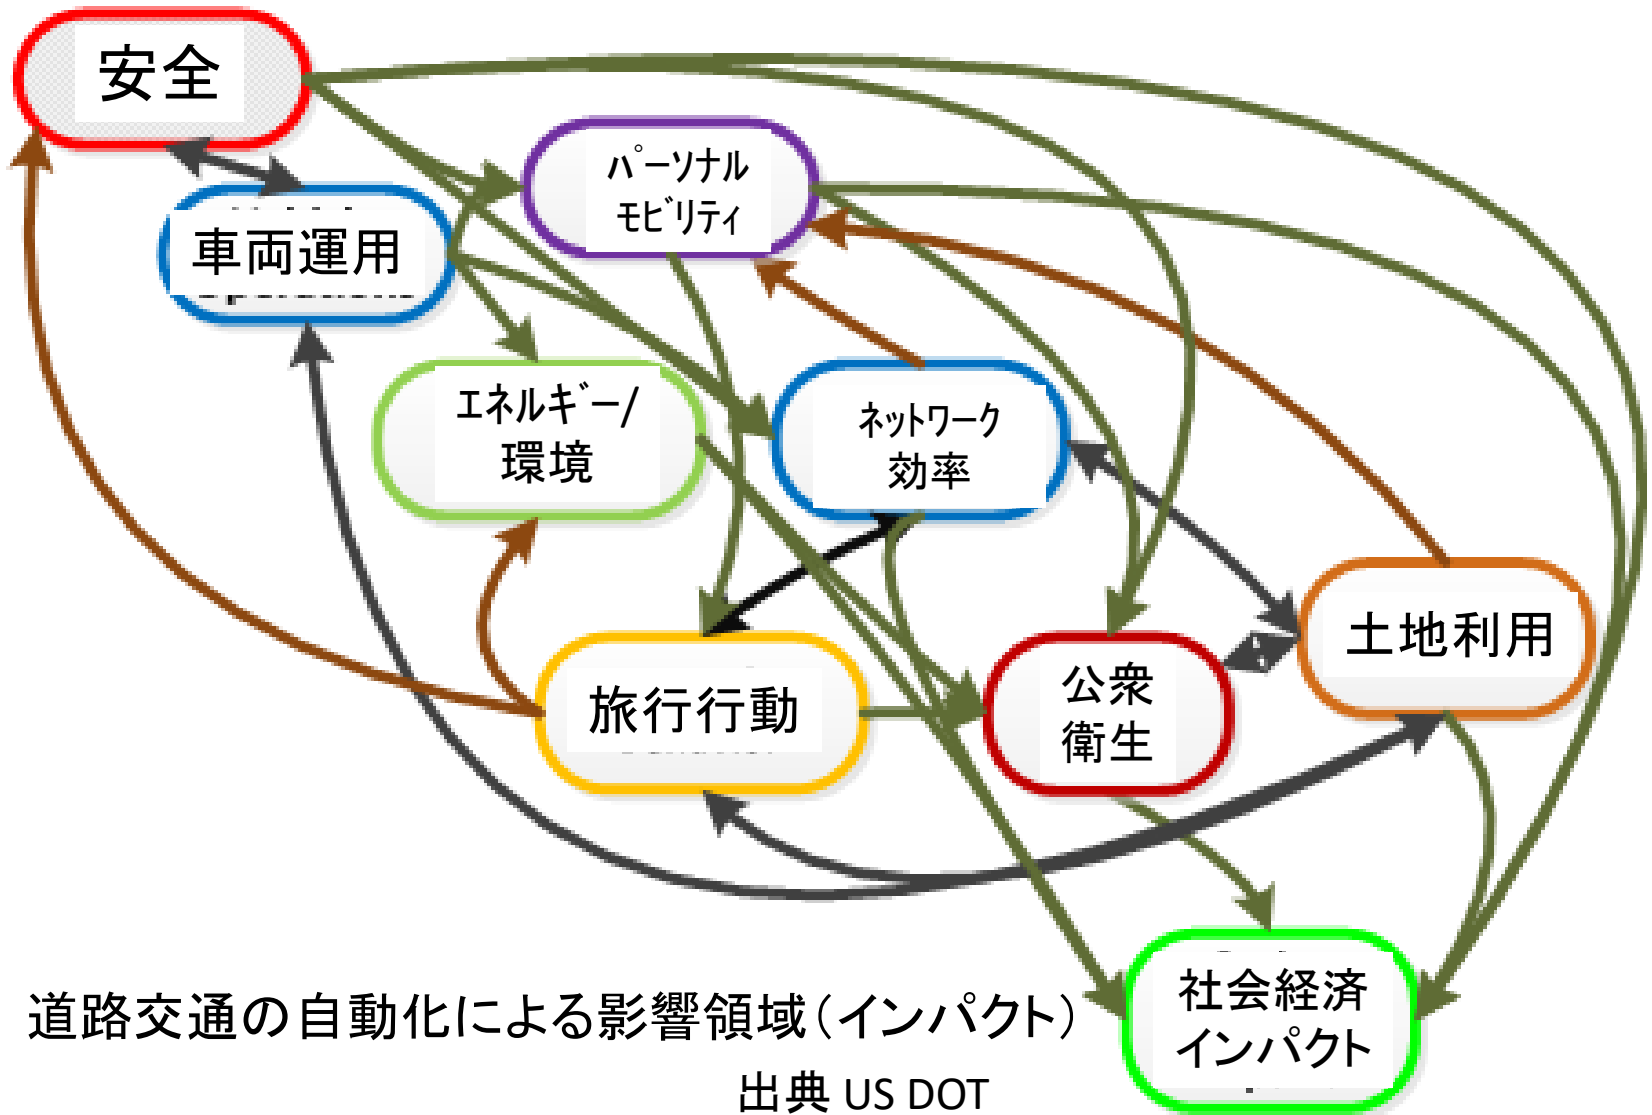 安全
パーソナル
モビリティ
車両運用
エネルギー/
環境
ネットワーク
効率
土地利用
旅行行動
公衆
衛生
社会経済
インパクト
道路交通の自動化による影響領域（インパクト）
出典 US DOT